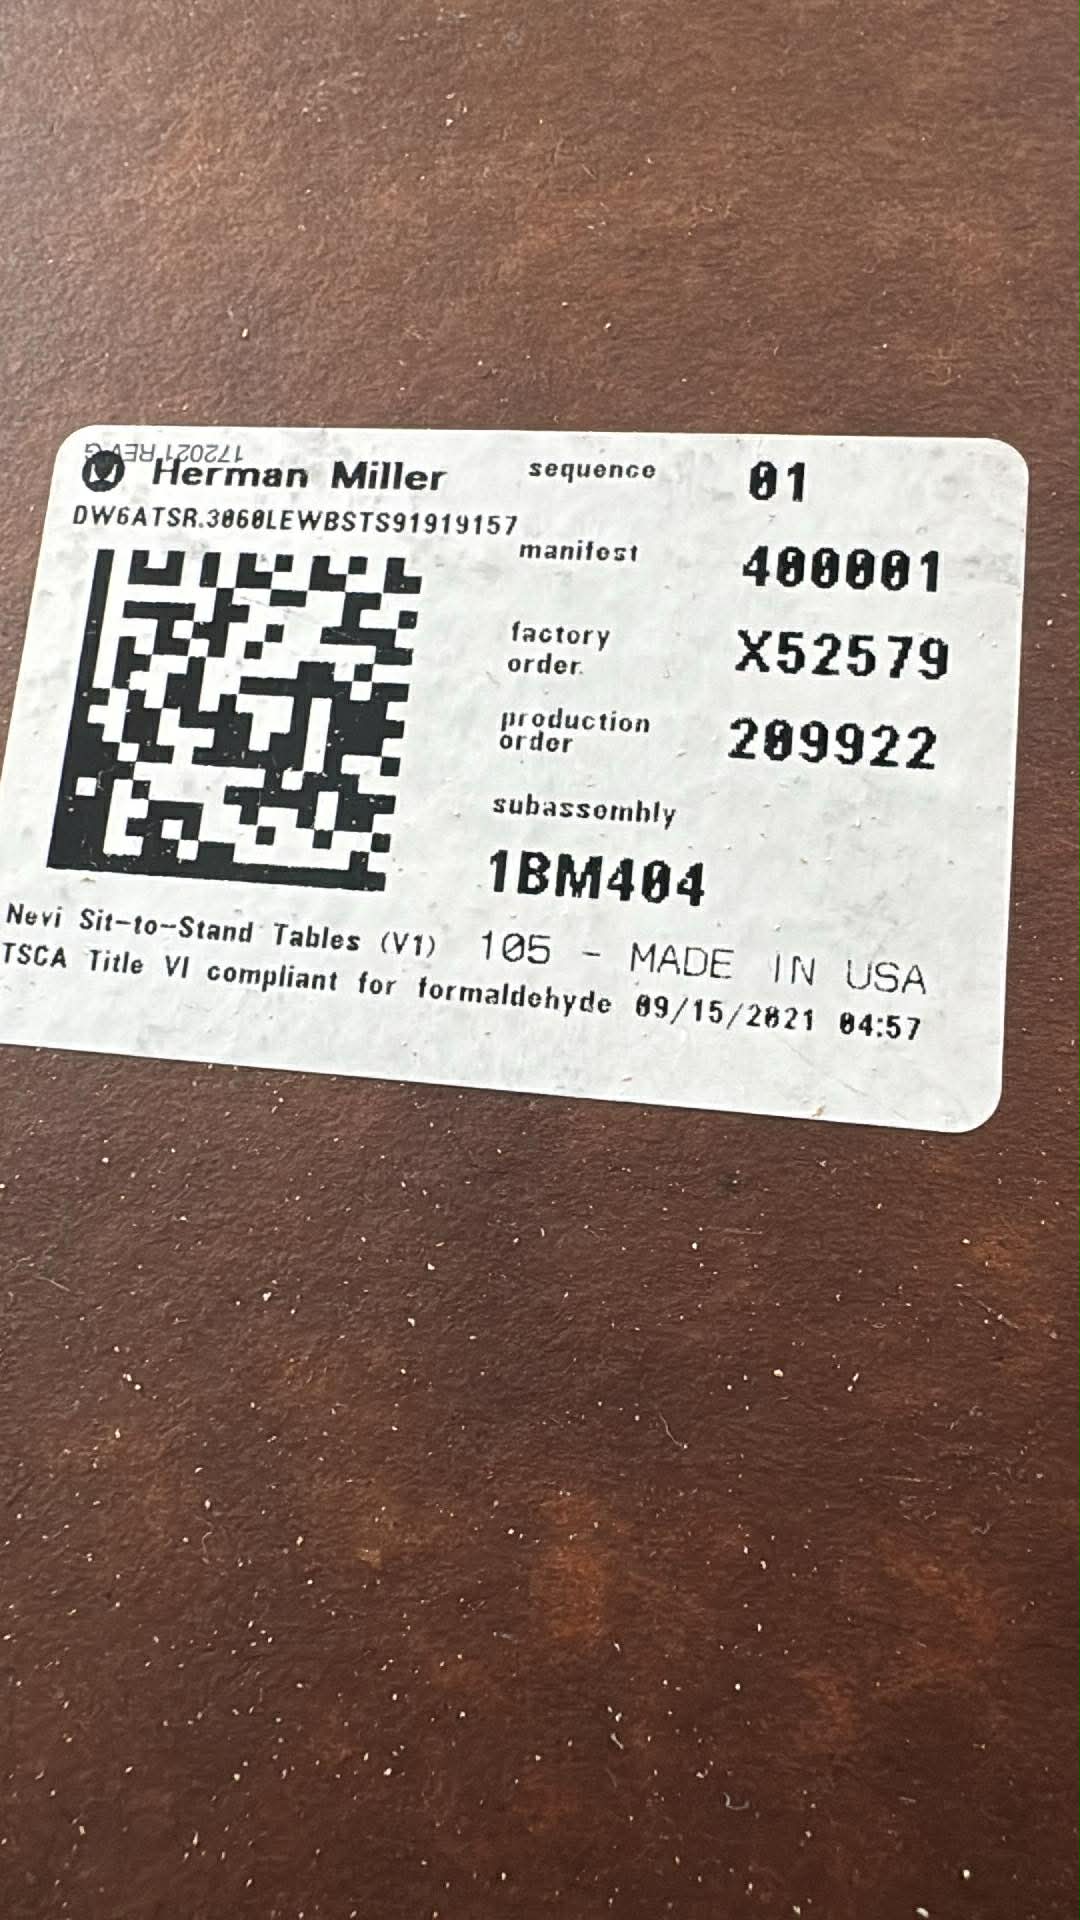 172021 REV G
Herman Miller
DW6ATSR.3060LEWBSTS91919157
sequence 01
manifest 400001
factory order. X52579
production order 209922
subassembly
1BM404
Nevi Sit-to-Stand Tables (V1) 105 - MADE IN USA
TSCA Title VI compliant for formaldehyde 09/15/2021 04:57